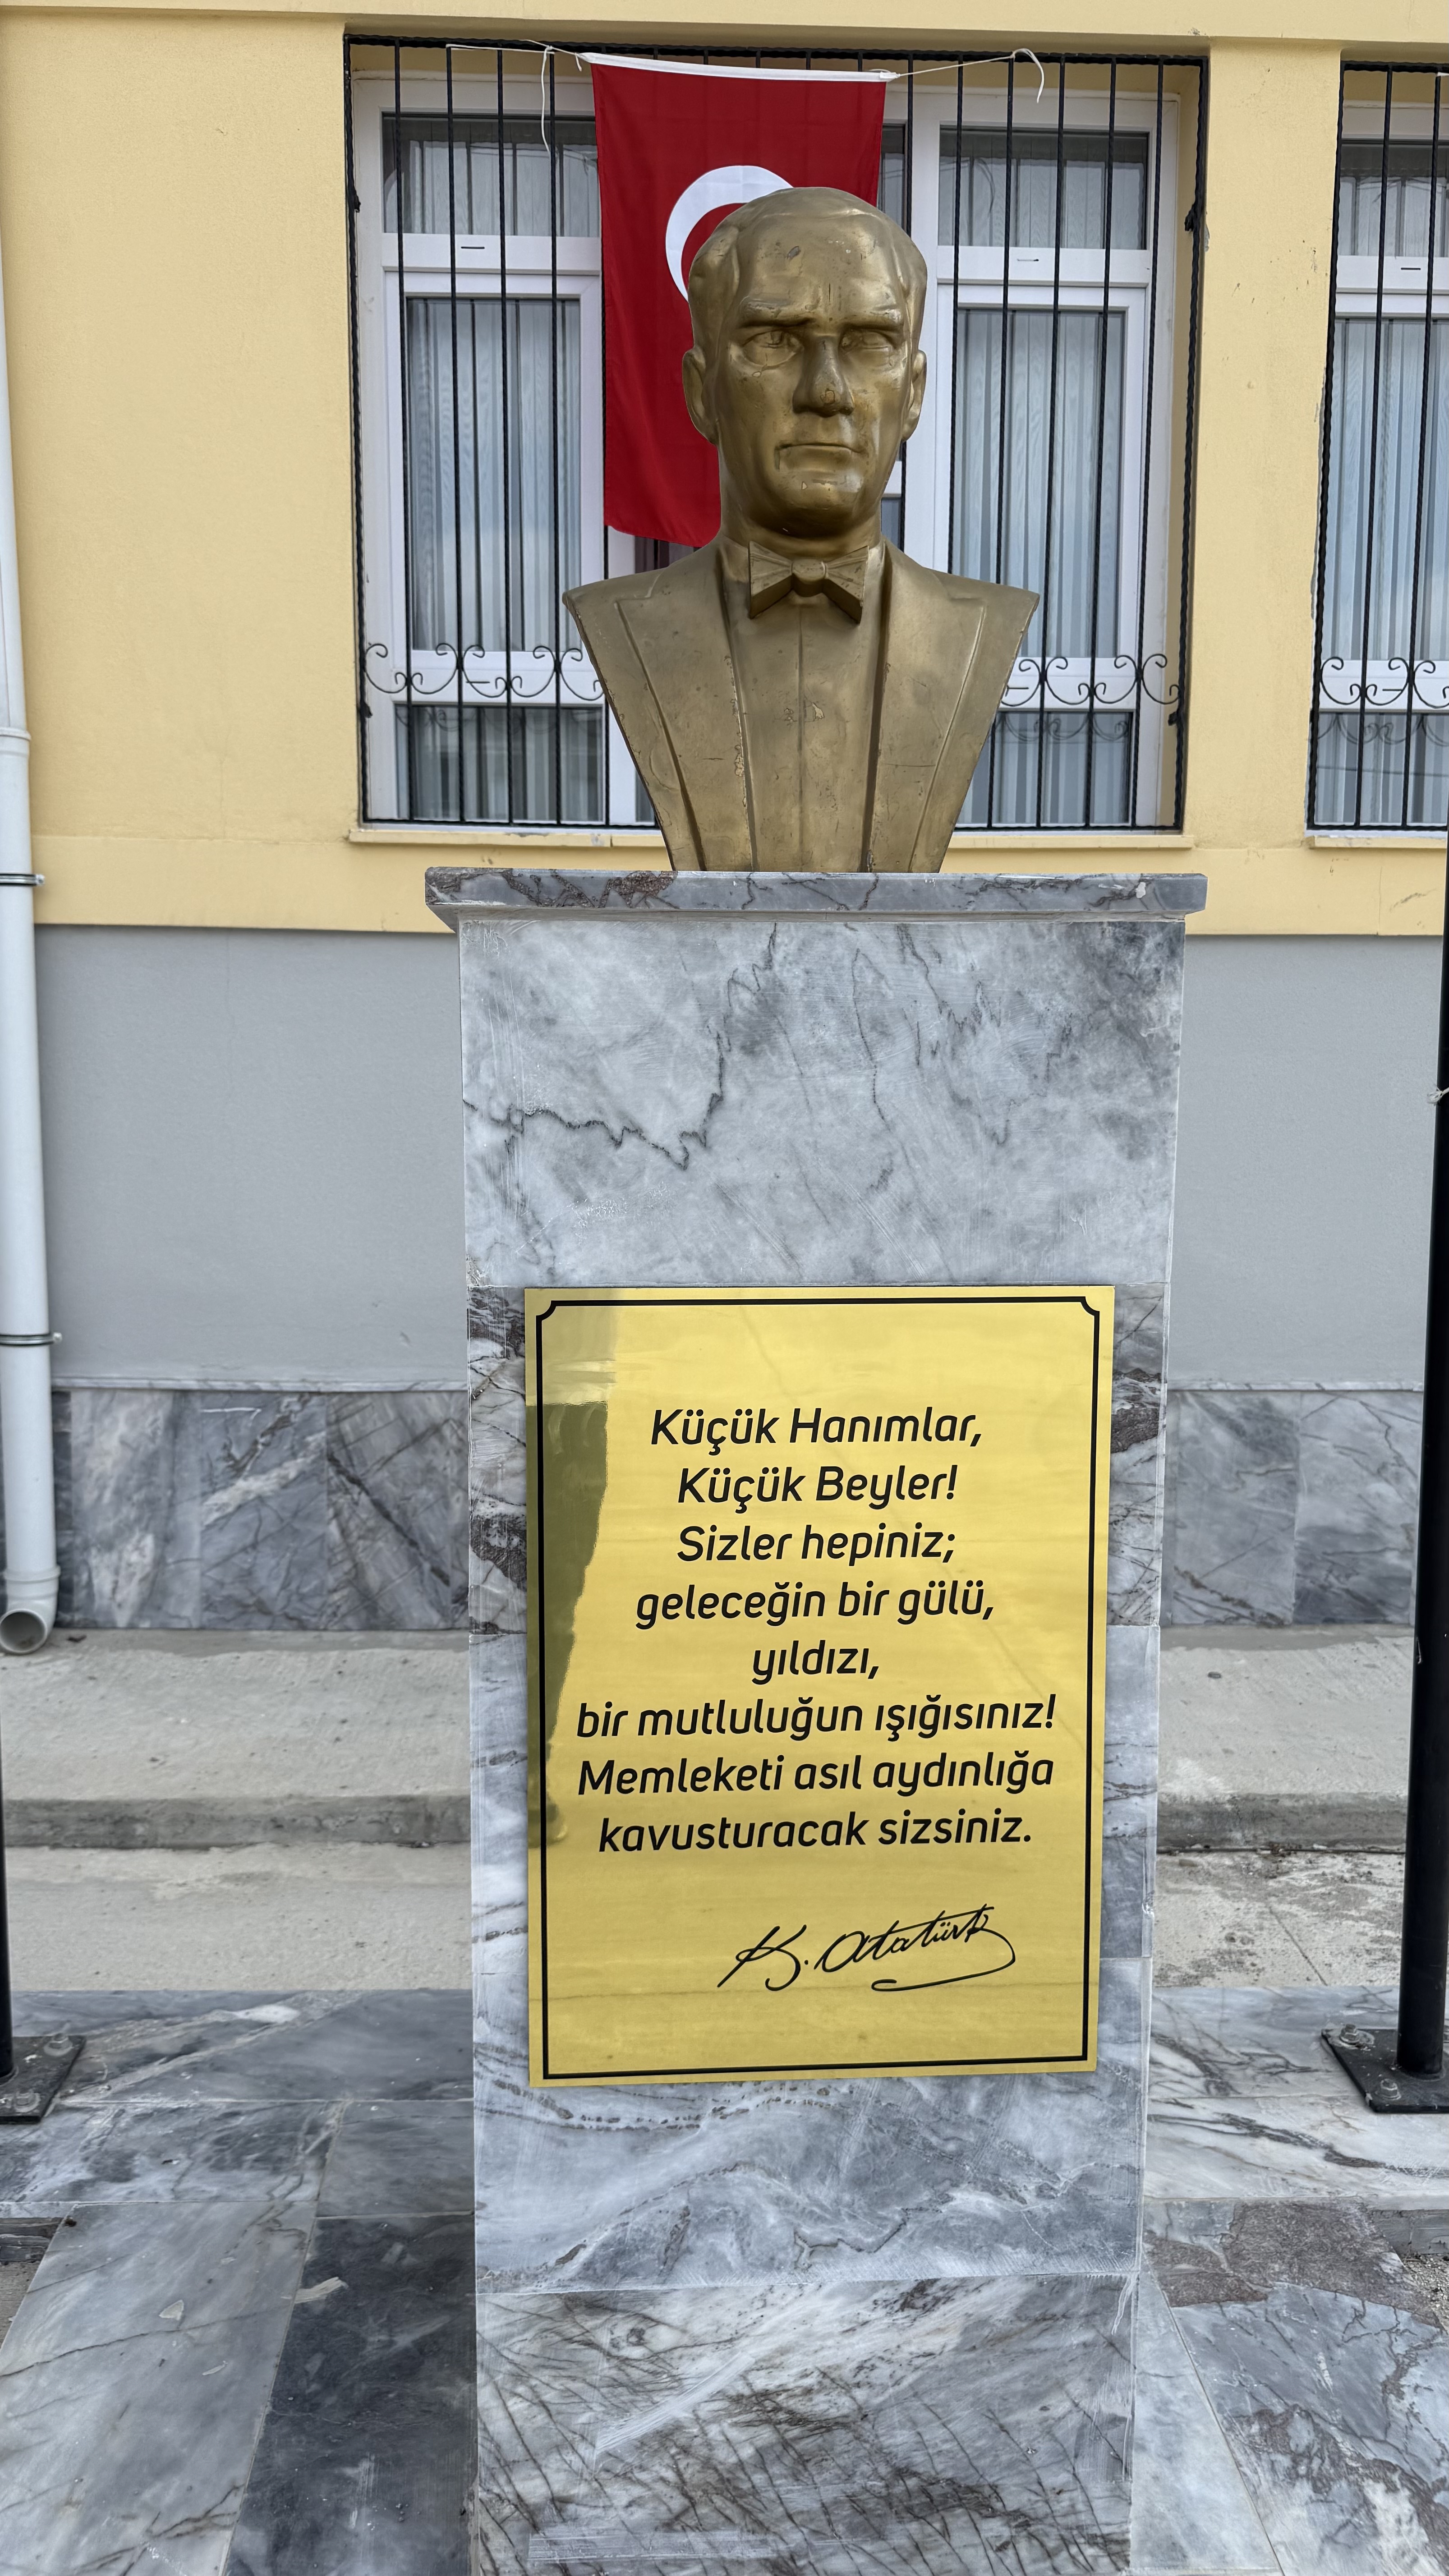 Küçük Hanımlar,
Küçük Beyler!
Sizler hepiniz;
geleceğin bir gülü,
yıldızı,
bir mutluluğun ışığısınız!
Memleketi asıl aydınlığa
kavusturacak sizsiniz.
K. Atatürk